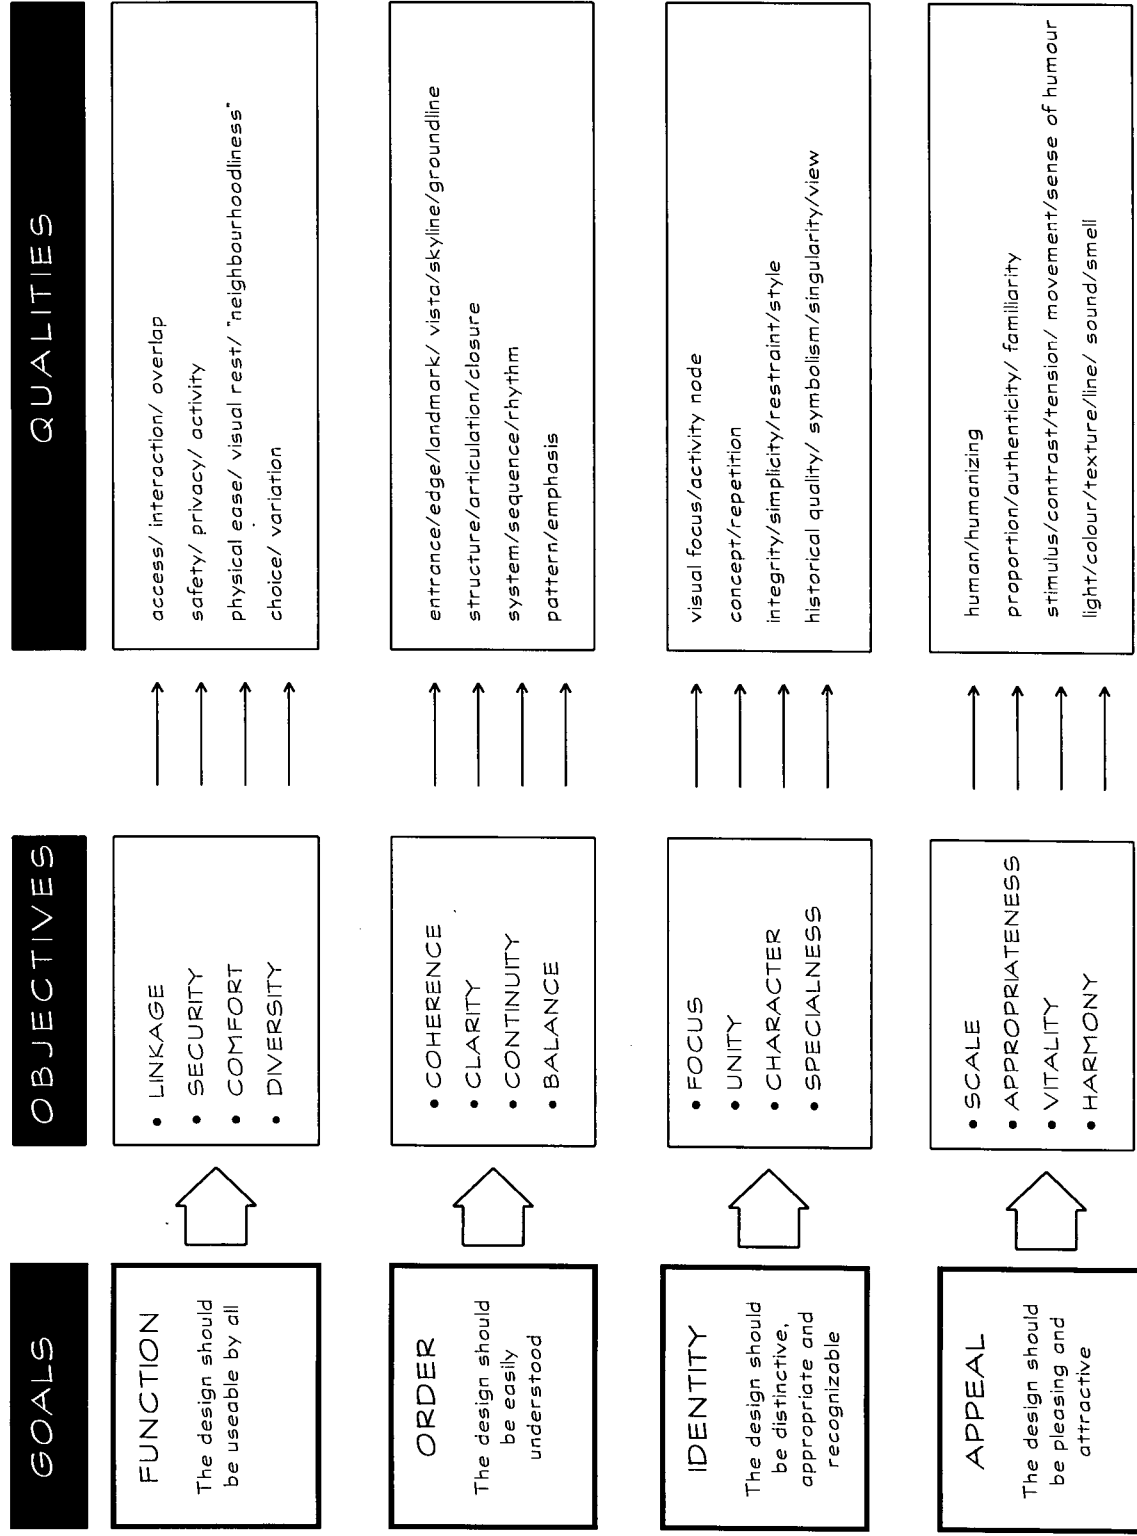 GOALS
OBJECTIVES
QUALITIES
FUNCTION
The design should
be useable by all
• LINKAGE
• SECURITY
• COMFORT
• DIVERSITY
access/ interaction/ overlap
safety/ privacy/ activity
physical ease/ visual rest/ "neighbourhoodliness"
choice/ variation
ORDER
The design should
be easily
understood
• COHERENCE
• CLARITY
• CONTINUITY
• BALANCE
entrance/edge/landmark/ vista/skyline/groundline
structure/articulation/closure
system/sequence/rhythm
pattern/emphasis
IDENTITY
The design should
be distinctive,
appropriate and
recognizable
• FOCUS
• UNITY
• CHARACTER
• SPECIALNESS
visual focus/activity node
concept/repetition
integrity/simplicity/restraint/style
historical quality/ symbolism/singularity/view
APPEAL
The design should
be pleasing and
attractive
• SCALE
• APPROPRIATENESS
• VITALITY
• HARMONY
human/humanizing
proportion/authenticity/ familiarity
stimulus/contrast/tension/ movement/sense of humour
light/colour/texture/line/ sound/smell